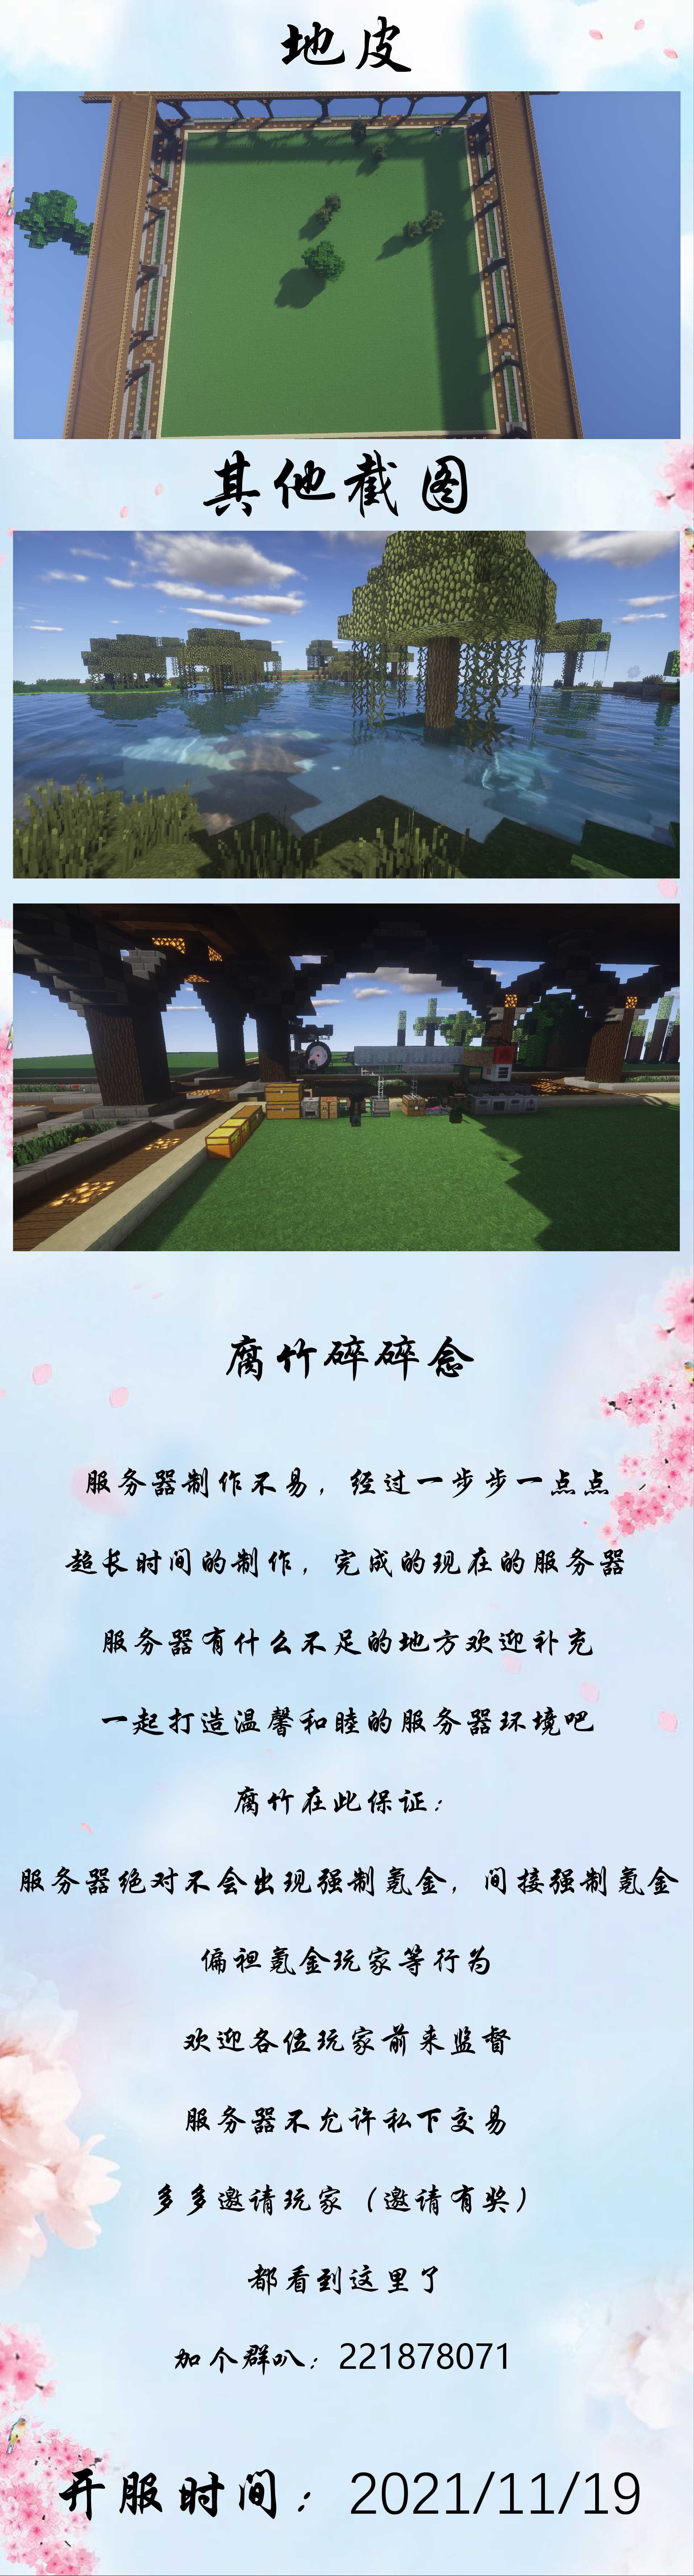 地皮
其他截图
腐竹碎碎念
服务器制作不易，经过一步步一点点
超长时间的制作，完成的现在的服务器
服务器有什么不足的地方欢迎补充
一起打造温馨和睦的服务器环境吧
腐竹在此保证：
服务器绝对不会出现强制氪金，间接强制氪金
偏袒氪金玩家等行为
欢迎各位玩家前来监督
服务器不允许私下交易
多多邀请玩家（邀请有奖）
都看到这里了
加个群叭：221878071
开服时间：2021/11/19